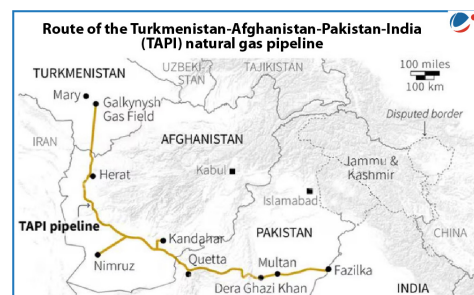 Route of the Turkmenistan-Afghanistan-Pakistan-India
(TAPI) natural gas pipeline
TURKMENISTAN
UZBEKI-
STAN
TAJIKISTAN
100 miles
100 km
Mary
Galkynysh
Gas Field
Disputed border
IRAN
AFGHANISTAN
Kabul
Jammu &
Kashmir
Herat
Islamabad
TAPI pipeline
PAKISTAN
CHINA
Kandahar
Nimruz
Quetta
Multan
Fazilka
Dera Ghazi Khan
INDIA